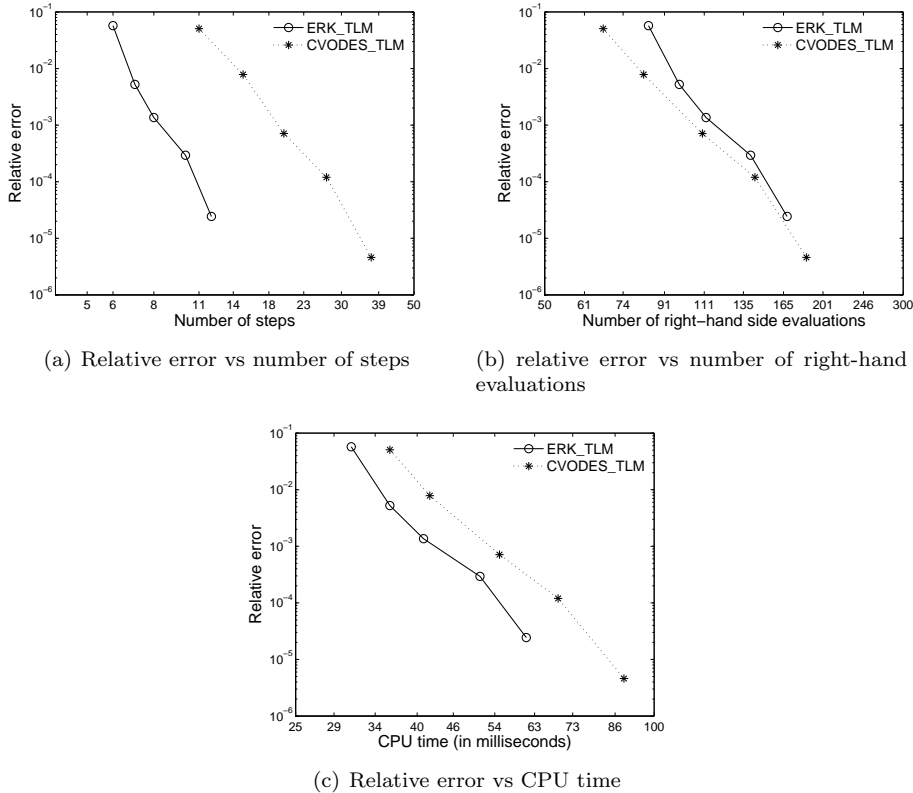 10⁻¹
10⁻²
10⁻³
10⁻⁴
10⁻⁵
10⁻⁶
Relative error
ERK_TLM
CVODES_TLM
5 6 8 11 14 18 23 30 39 50
Number of steps
(a) Relative error vs number of steps
10⁻¹
10⁻²
10⁻³
10⁻⁴
10⁻⁵
10⁻⁶
Relative error
ERK_TLM
CVODES_TLM
50 61 74 91 111 135 165 201 246 300
Number of right−hand side evaluations
(b) relative error vs number of right-hand
evaluations
10⁻¹
10⁻²
10⁻³
10⁻⁴
10⁻⁵
10⁻⁶
Relative error
ERK_TLM
CVODES_TLM
25 29 34 40 46 54 63 73 86 100
CPU time (in milliseconds)
(c) Relative error vs CPU time